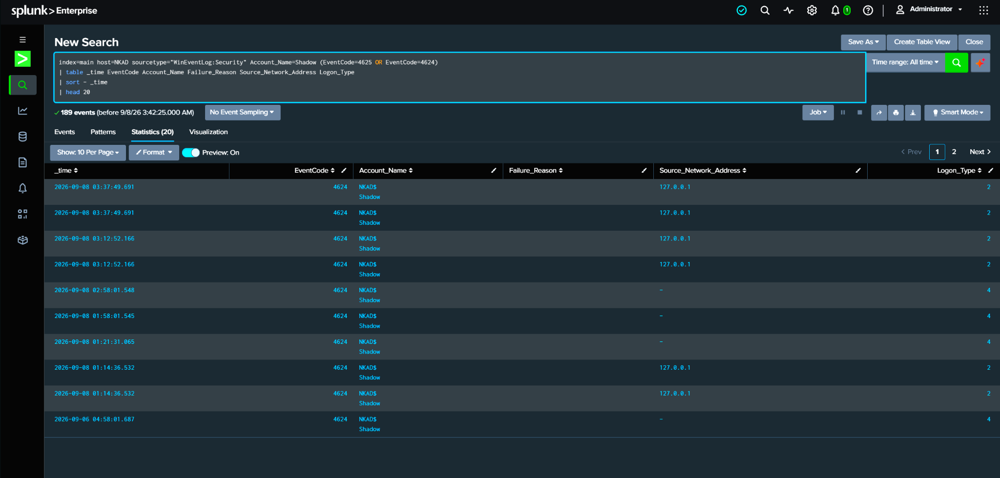 splunk>Enterprise
1
Administrator
New Search
Save As
Create Table View
Close
index=main host=NKAD sourcetype="WinEventLog:Security" Account_Name=Shadow (EventCode=4625 OR EventCode=4624)
| table _time EventCode Account_Name Failure_Reason Source_Network_Address Logon_Type
| sort - _time
| head 20
Time range: All time
189 events (before 9/8/26 3:42:25.000 AM)
No Event Sampling
Job
Smart Mode
Events
Patterns
Statistics (20)
Visualization
Show: 10 Per Page
Format
Preview: On
Prev
1
2
Next
_time EventCode Account_Name Failure_Reason Source_Network_Address Logon_Type
2026-09-08 03:37:49.691 4624 NKAD$ 127.0.0.1 2
Shadow
2026-09-08 03:37:49.691 4624 NKAD$ 127.0.0.1 2
Shadow
2026-09-08 03:12:52.166 4624 NKAD$ 127.0.0.1 2
Shadow
2026-09-08 03:12:52.166 4624 NKAD$ 127.0.0.1 2
Shadow
2026-09-08 02:58:01.548 4624 NKAD$ - 4
Shadow
2026-09-08 01:58:01.545 4624 NKAD$ - 4
Shadow
2026-09-08 01:21:31.065 4624 NKAD$ - 4
Shadow
2026-09-08 01:14:36.532 4624 NKAD$ 127.0.0.1 2
Shadow
2026-09-08 01:14:36.532 4624 NKAD$ 127.0.0.1 2
Shadow
2026-09-06 04:58:01.687 4624 NKAD$ - 4
Shadow